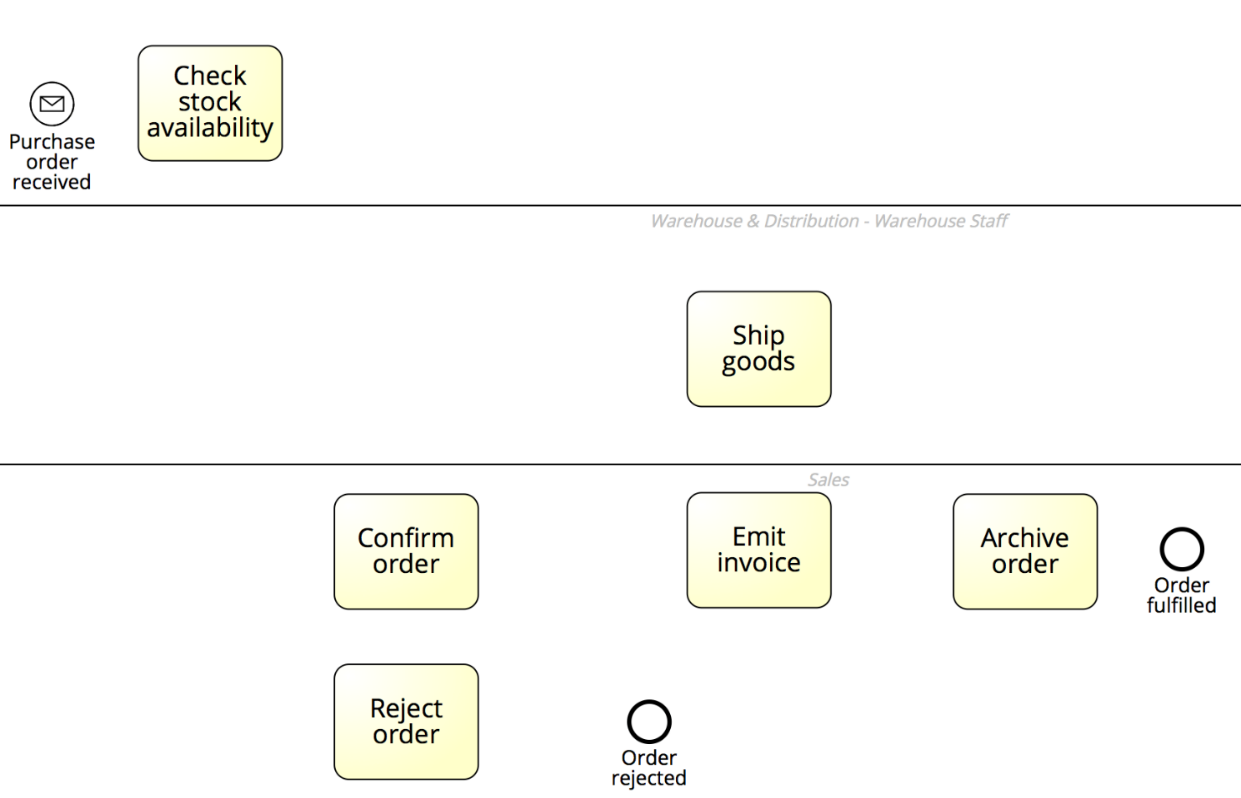 Check
stock
availability
Purchase
order
received
Warehouse & Distribution - Warehouse Staff
Ship
goods
Sales
Confirm
order
Emit
invoice
Archive
order
Order
fulfilled
Reject
order
Order
rejected